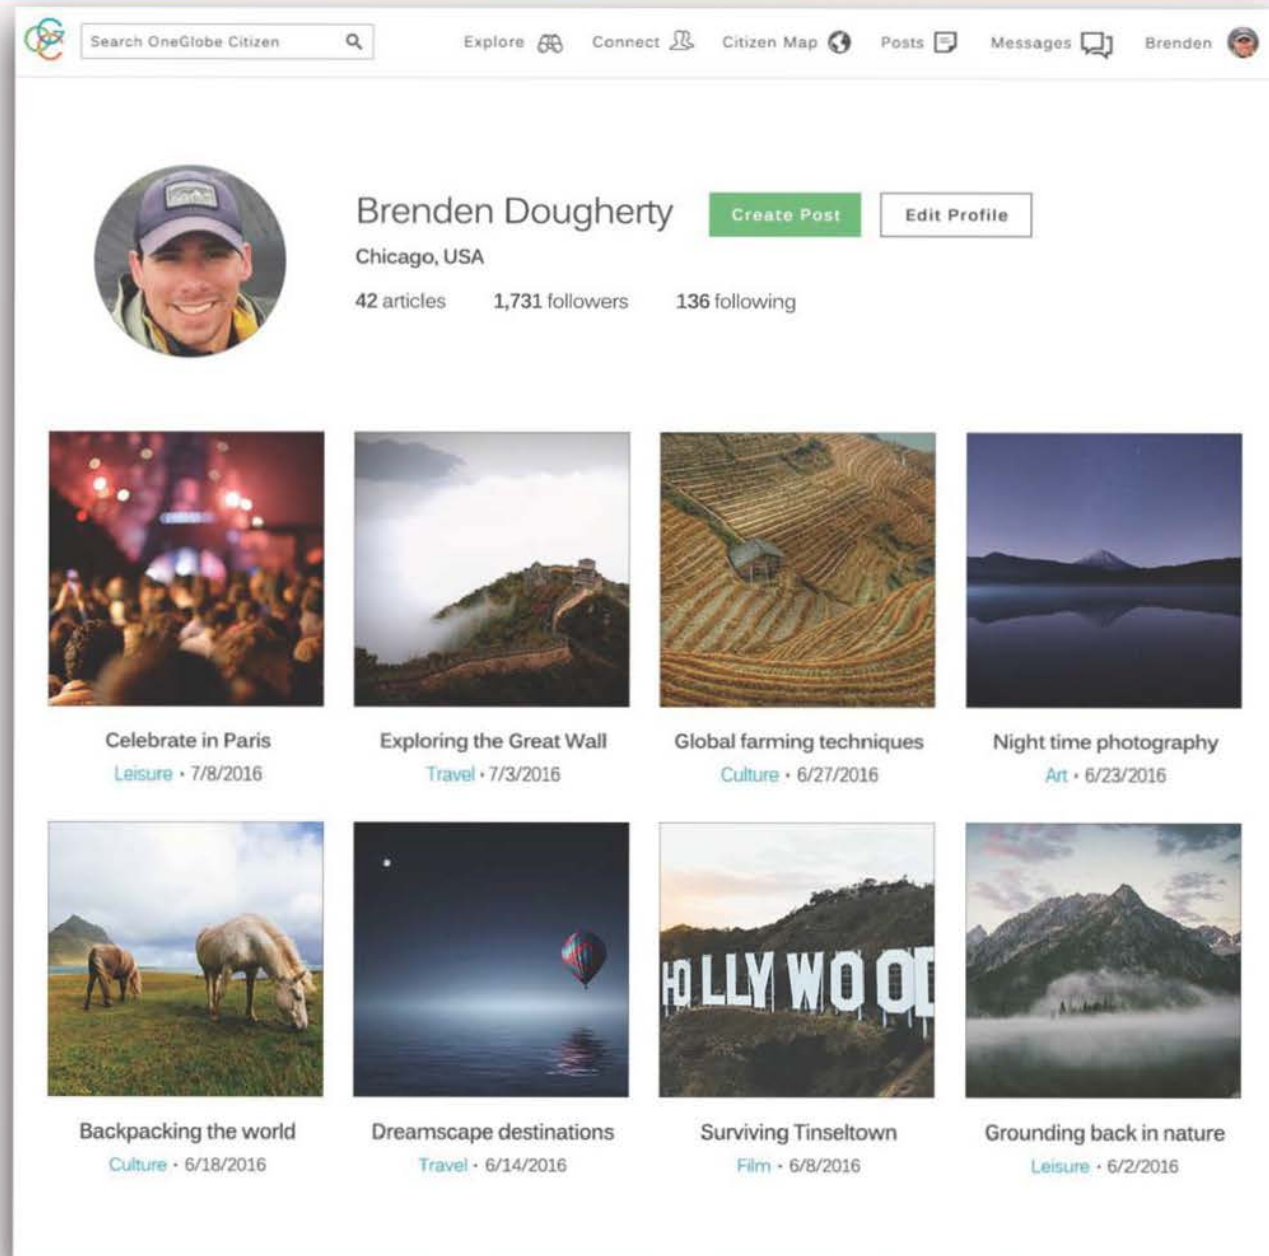 Search OneGlobe Citizen
Explore
Connect
Citizen Map
Posts
Messages
Brenden
Brenden Dougherty
Create Post
Edit Profile
Chicago, USA
42 articles 1,731 followers 136 following
Celebrate in Paris
Leisure • 7/8/2016
Exploring the Great Wall
Travel • 7/3/2016
Global farming techniques
Culture • 6/27/2016
Night time photography
Art • 6/23/2016
HOLLYWOOD
Backpacking the world
Culture • 6/18/2016
Dreamscape destinations
Travel • 6/14/2016
Surviving Tinseltown
Film • 6/8/2016
Grounding back in nature
Leisure • 6/2/2016